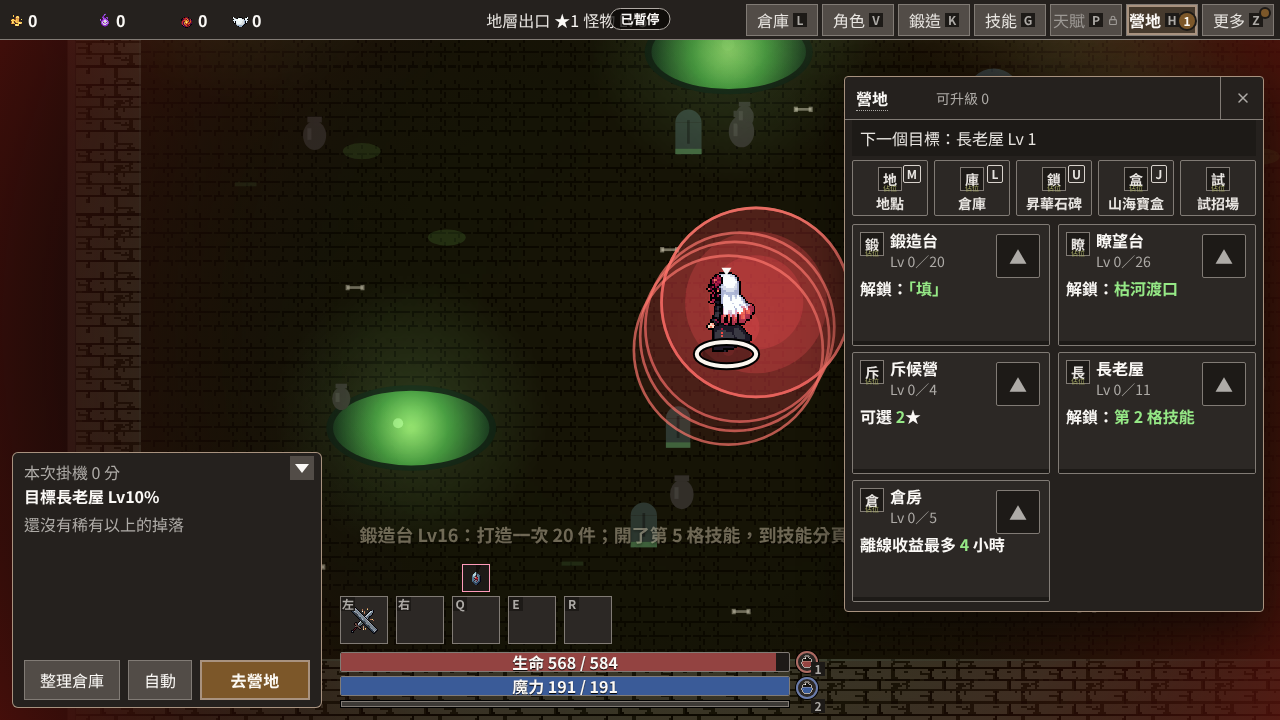 0
0
0
0
地層出口 ★1 怪物
已暫停
倉庫 L
角色 V
鍛造 K
技能 G
天賦 P
營地 H 1
更多 Z
營地
可升級 0
×
下一個目標：長老屋 Lv 1
地 M
地點
庫 L
倉庫
鎖 U
昇華石碑
盒 J
山海寶盒
試
試招場
鍛
鍛造台
Lv 0／20
解鎖：「填」
瞭
瞭望台
Lv 0／26
解鎖：枯河渡口
斥
斥候營
Lv 0／4
可選 2★
長
長老屋
Lv 0／11
解鎖：第 2 格技能
倉
倉房
Lv 0／5
離線收益最多 4 小時
本次掛機 0 分
目標長老屋 Lv10%
還沒有稀有以上的掉落
整理倉庫
自動
去營地
鍛造台 Lv16：打造一次 20 件；開了第 5 格技能，到技能分頁
左
右
Q
E
R
生命 568 / 584
1
魔力 191 / 191
2